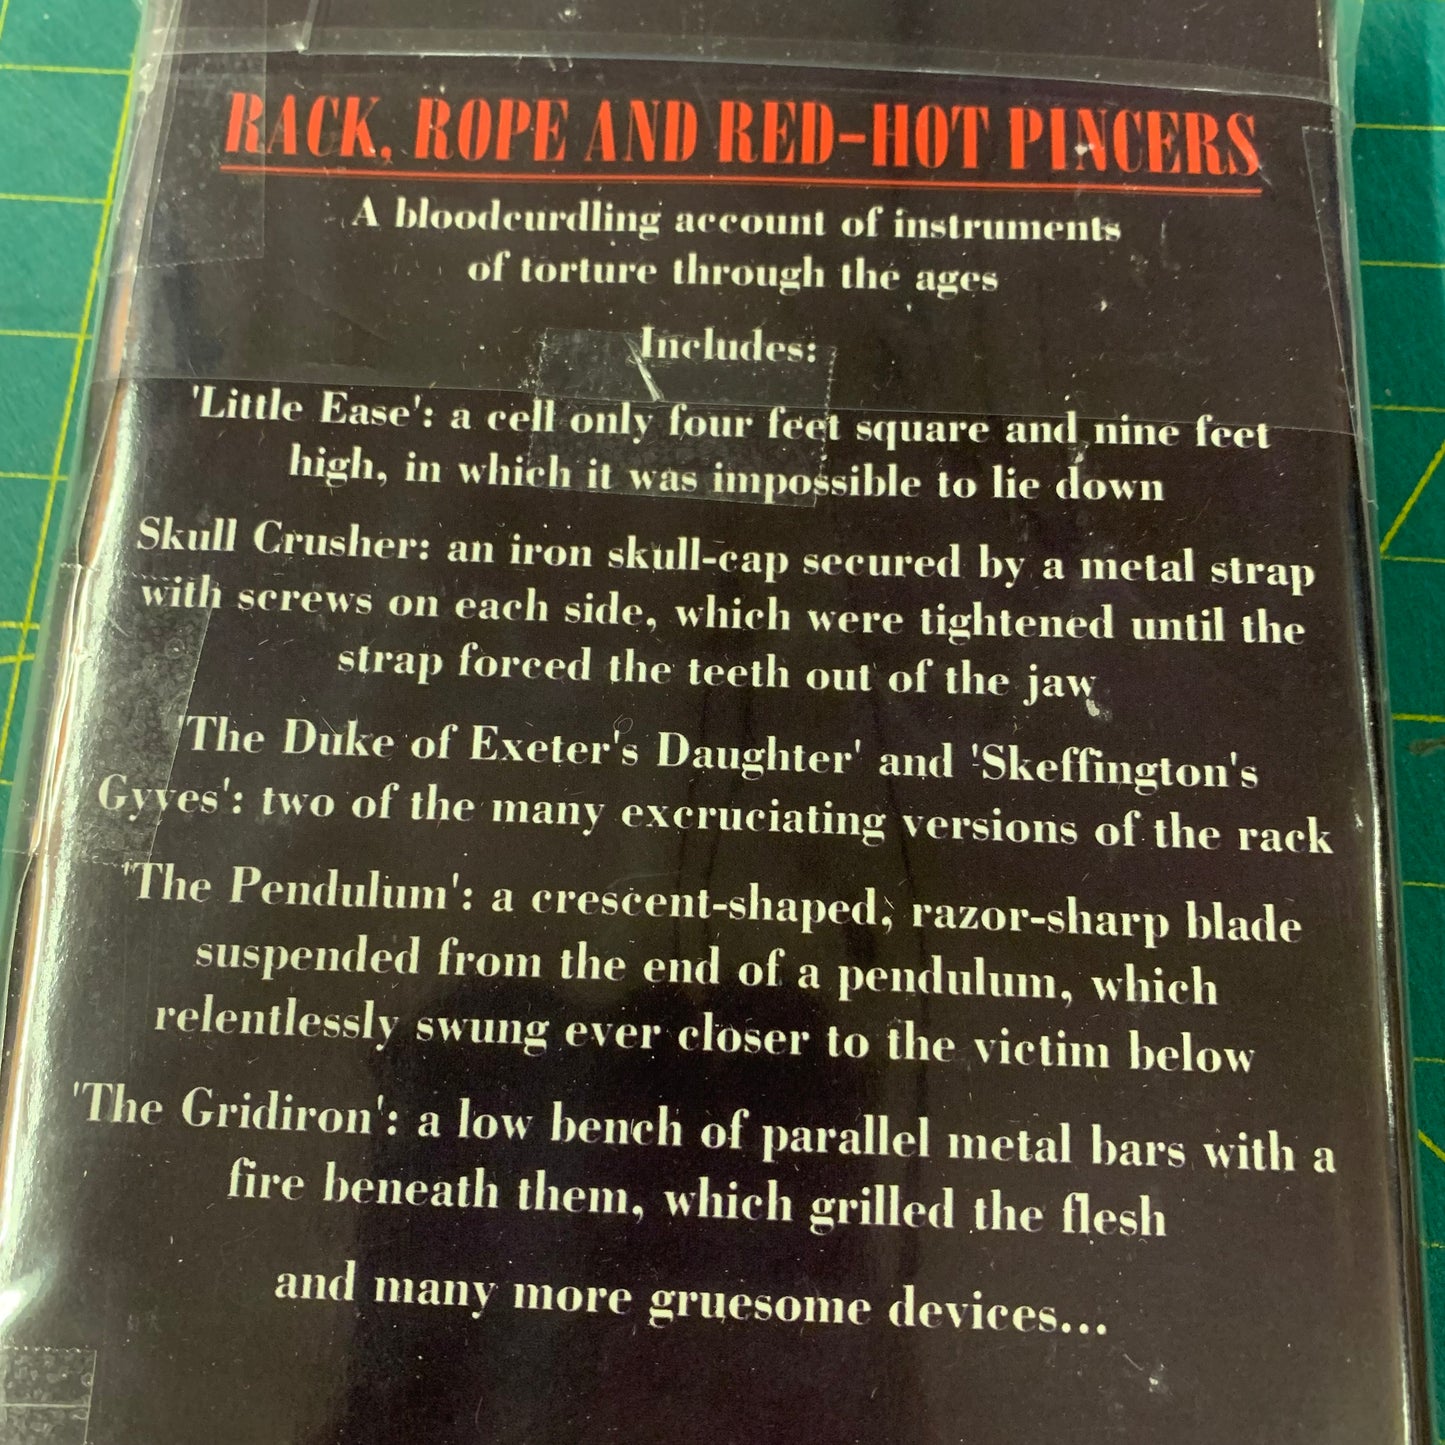 RACK, ROPE AND RED-HOT PINCERS
A bloodcurdling account of instruments
of torture through the ages
Includes:
'Little Ease': a cell only four feet square and nine feet
high, in which it was impossible to lie down
Skull Crusher: an iron skull-cap secured by a metal strap
with screws on each side, which were tightened until the
strap forced the teeth out of the jaw
'The Duke of Exeter's Daughter' and 'Skeffington's
Gyves': two of the many excruciating versions of the rack
'The Pendulum': a crescent-shaped, razor-sharp blade
suspended from the end of a pendulum, which
relentlessly swung ever closer to the victim below
'The Gridiron': a low bench of parallel metal bars with a
fire beneath them, which grilled the flesh
and many more gruesome devices...